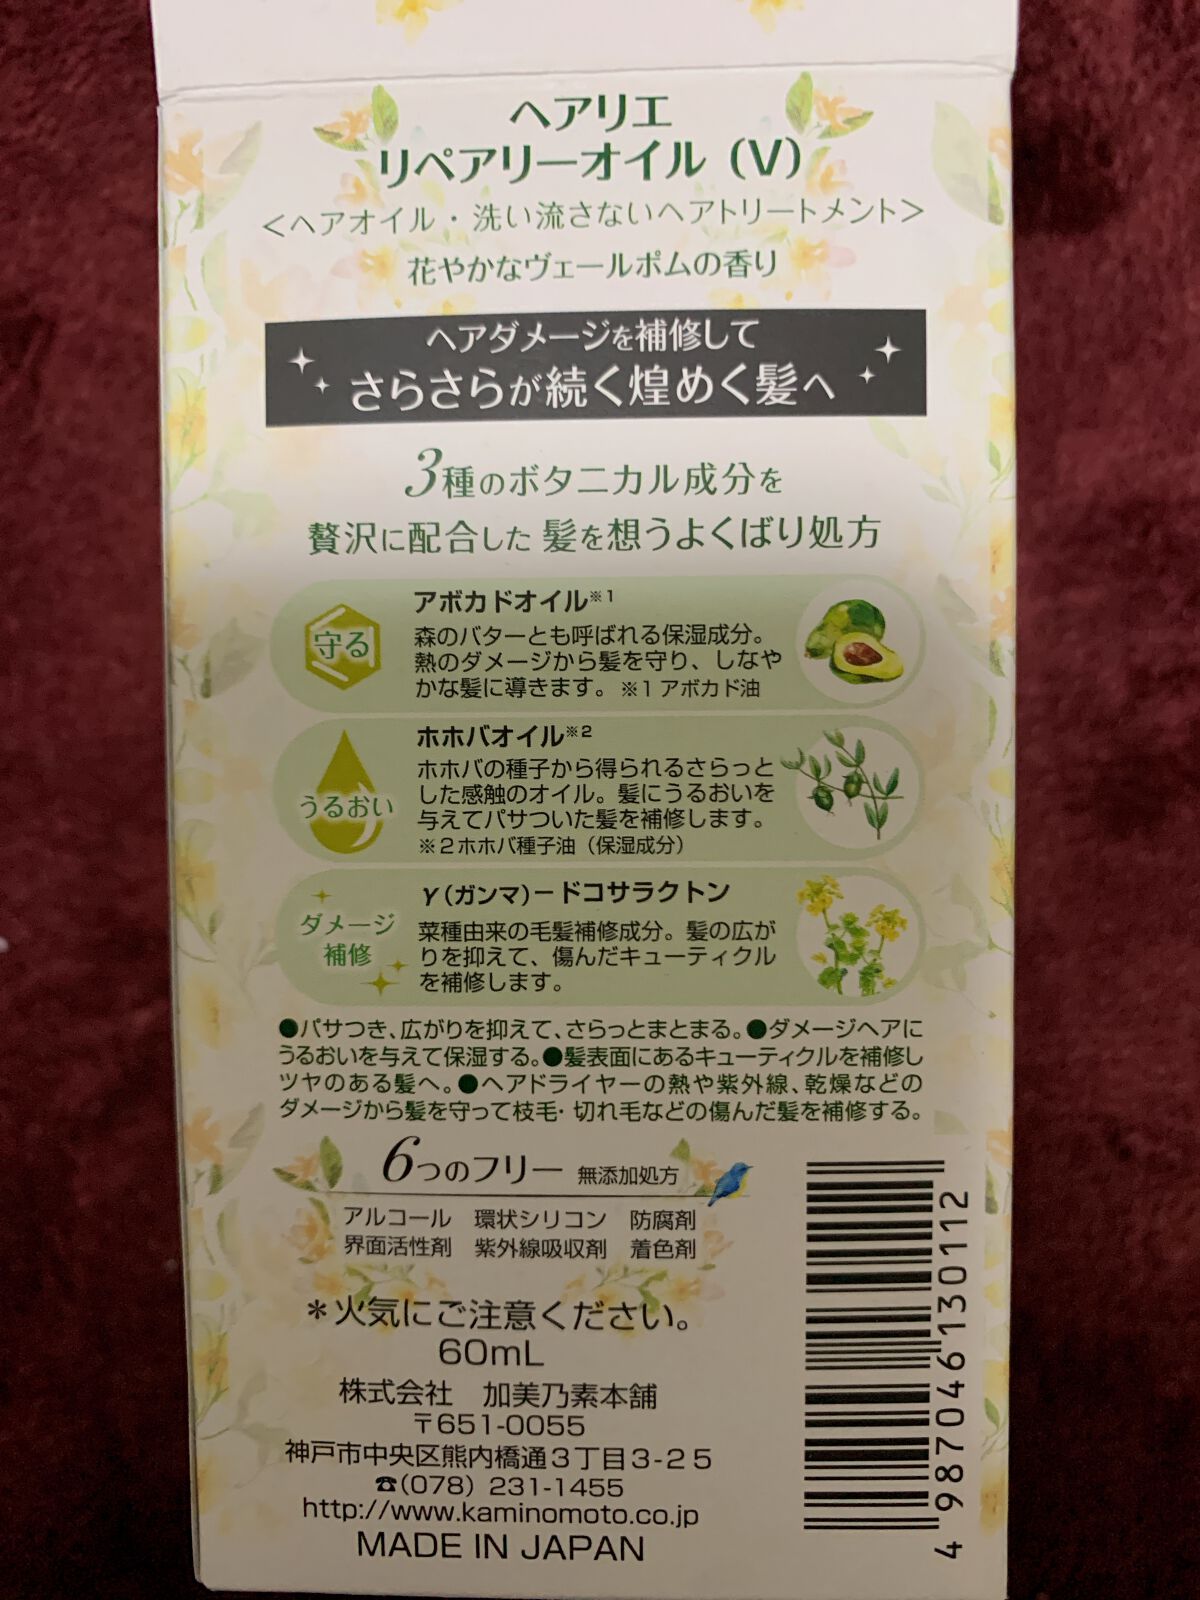 ヘアリエ
リペアリーオイル（V）
＜ヘアオイル・洗い流さないヘアトリートメント＞
花やかなヴェールポムの香り
ヘアダメージを補修して
さらさらが続く煌めく髪へ
3種のボタニカル成分を
贅沢に配合した 髪を想うよくばり処方
守る
アボカドオイル※1
森のバターとも呼ばれる保湿成分。
熱のダメージから髪を守り、しなや
かな髪に導きます。※1 アボカド油
うるおい
ホホバオイル※2
ホホバの種子から得られるさらっと
した感触のオイル。髪にうるおいを
与えてパサついた髪を補修します。
※2ホホバ種子油（保湿成分）
ダメージ
補修
γ（ガンマ）－ドコサラクトン
菜種由来の毛髪補修成分。髪の広が
りを抑えて、傷んだキューティクル
を補修します。
●パサつき、広がりを抑えて、さらっとまとまる。●ダメージヘアに
うるおいを与えて保湿する。●髪表面にあるキューティクルを補修し
ツヤのある髪へ。●ヘアドライヤーの熱や紫外線、乾燥などの
ダメージから髪を守って枝毛・切れ毛などの傷んだ髪を補修する。
6つのフリー 無添加処方
アルコール 環状シリコン 防腐剤
界面活性剤 紫外線吸収剤 着色剤
＊火気にご注意ください。
60mL
株式会社 加美乃素本舗
〒651-0055
神戸市中央区熊内橋通3丁目3-25
☎（078）231-1455
http://www.kaminomoto.co.jp
MADE IN JAPAN
4 987046 130112